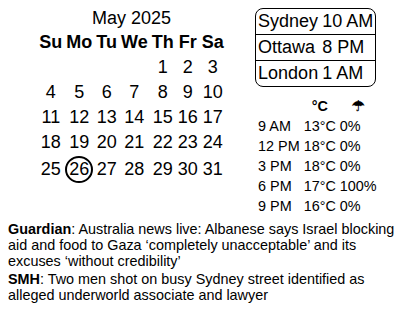 May 2025
Su Mo Tu We Th Fr Sa
1 2 3
4 5 6 7 8 9 10
11 12 13 14 15 16 17
18 19 20 21 22 23 24
25 26 27 28 29 30 31
Sydney 10 AM
Ottawa 8 PM
London 1 AM
°C ☂
9 AM 13°C 0%
12 PM 18°C 0%
3 PM 18°C 0%
6 PM 17°C 100%
9 PM 16°C 0%
Guardian: Australia news live: Albanese says Israel blocking
aid and food to Gaza ‘completely unacceptable’ and its
excuses ‘without credibility’
SMH: Two men shot on busy Sydney street identified as
alleged underworld associate and lawyer